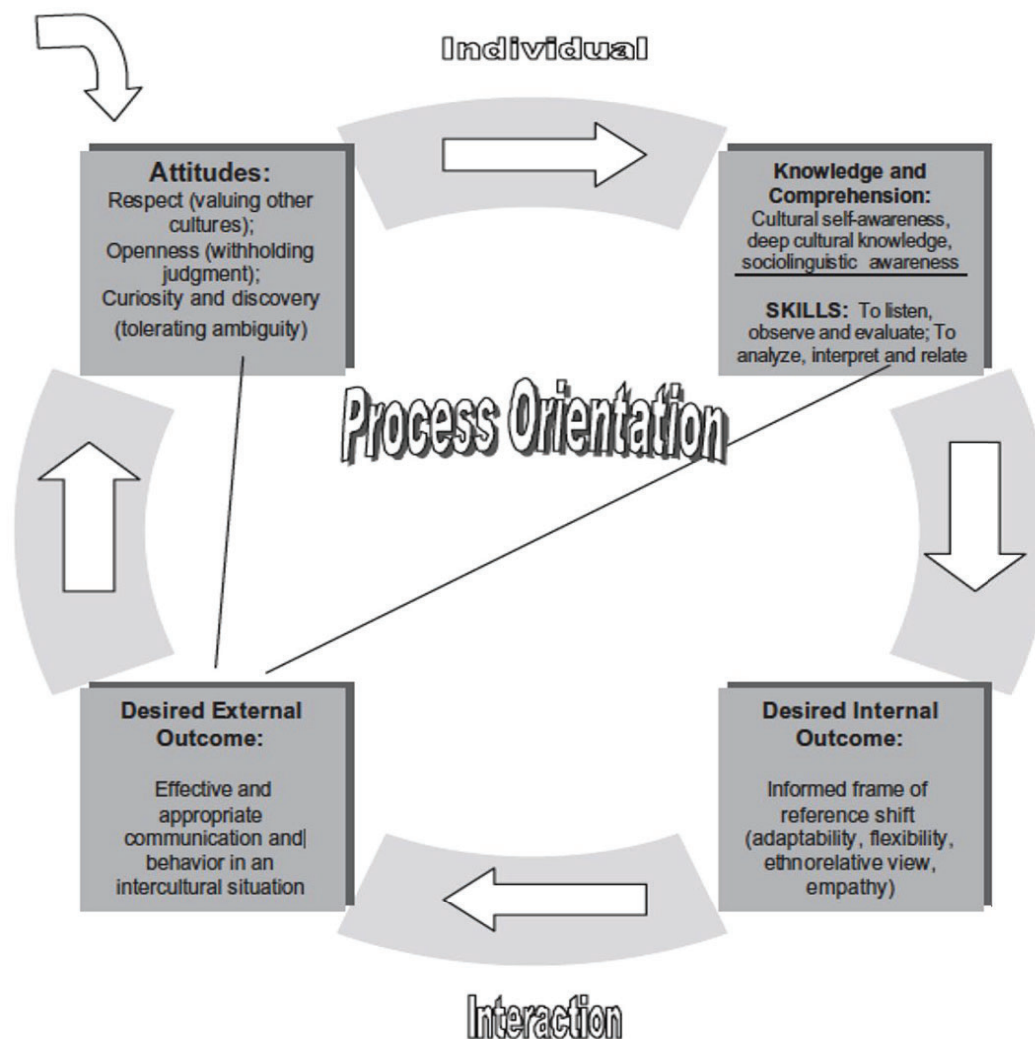 Individual
Attitudes:
Respect (valuing other
cultures);
Openness (withholding
judgment);
Curiosity and discovery
(tolerating ambiguity)
Knowledge and
Comprehension:
Cultural self-awareness,
deep cultural knowledge,
sociolinguistic awareness
SKILLS: To listen,
observe and evaluate; To
analyze, interpret and relate
Process Orientation
Desired External
Outcome:
Effective and
appropriate
communication and
behavior in an
intercultural situation
Desired Internal
Outcome:
Informed frame of
reference shift
(adaptability, flexibility,
ethnorelative view,
empathy)
Interaction